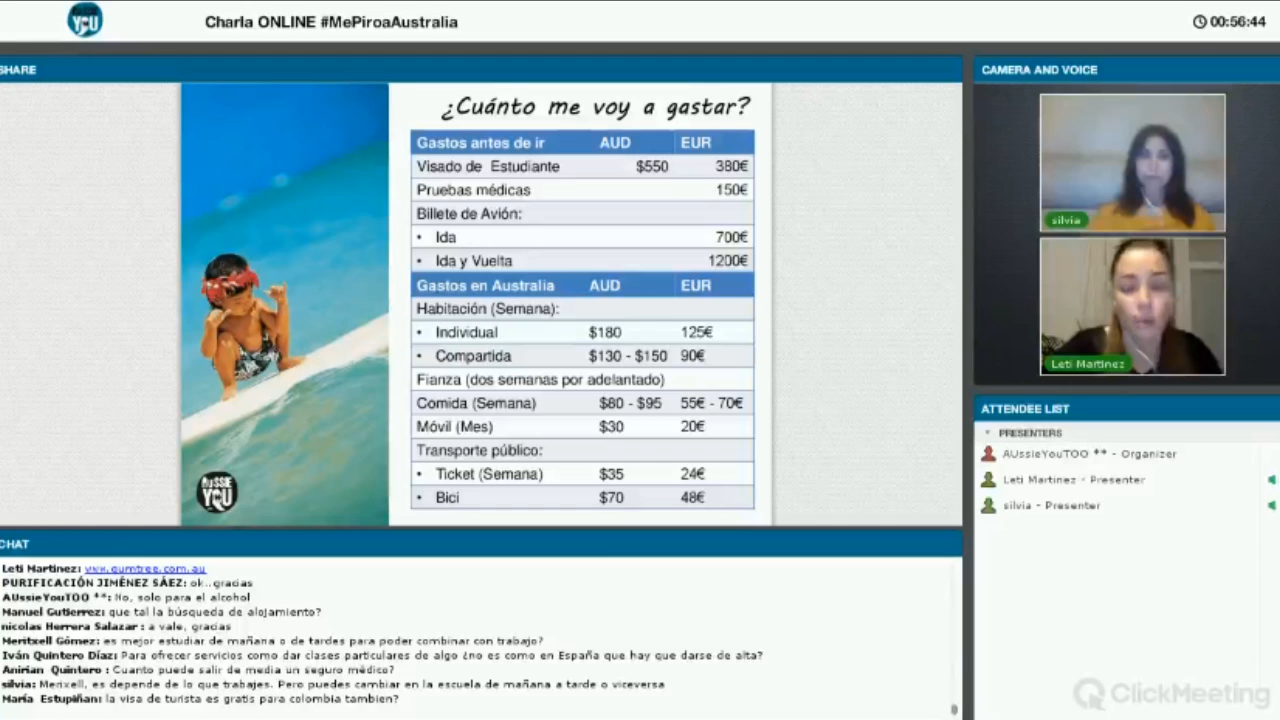 AUSSIE YOU
Charla ONLINE #MePiroaAustralia
00:56:44
SHARE
¿Cuánto me voy a gastar?
Gastos antes de ir AUD EUR
Visado de Estudiante $550 380€
Pruebas médicas 150€
Billete de Avión:
• Ida 700€
• Ida y Vuelta 1200€
Gastos en Australia AUD EUR
Habitación (Semana):
• Individual $180 125€
• Compartida $130 - $150 90€
Fianza (dos semanas por adelantado)
Comida (Semana) $80 - $95 55€ - 70€
Móvil (Mes) $30 20€
Transporte público:
• Ticket (Semana) $35 24€
• Bici $70 48€
AUSSIE YOU
CAMERA AND VOICE
silvia
Leti Martinez
ATTENDEE LIST
PRESENTERS
AUssieYouTOO ** - Organizer
Leti Martinez - Presenter
silvia - Presenter
CHAT
Leti Martinez: www.gumtree.com.au
PURIFICACIÓN JIMÉNEZ SÁEZ: ok..gracias
AUssieYouTOO **: No, solo para el alcohol
Manuel Gutierrez: que tal la búsqueda de alojamiento?
nicolas Herrera Salazar : a vale, gracias
Meritxell Gómez: es mejor estudiar de mañana o de tardes para poder combinar con trabajo?
Iván Quintero Díaz: Para ofrecer servicios como dar clases particulares de algo ¿no es como en España que hay que darse de alta?
Anirian Quintero : Cuanto puede salir de media un seguro médico?
silvia: Merixell, es depende de lo que trabajes. Pero puedes cambiar en la escuela de mañana a tarde o viceversa
María Estupiñan: la visa de turista es gratis para colombia tambien?
ClickMeeting